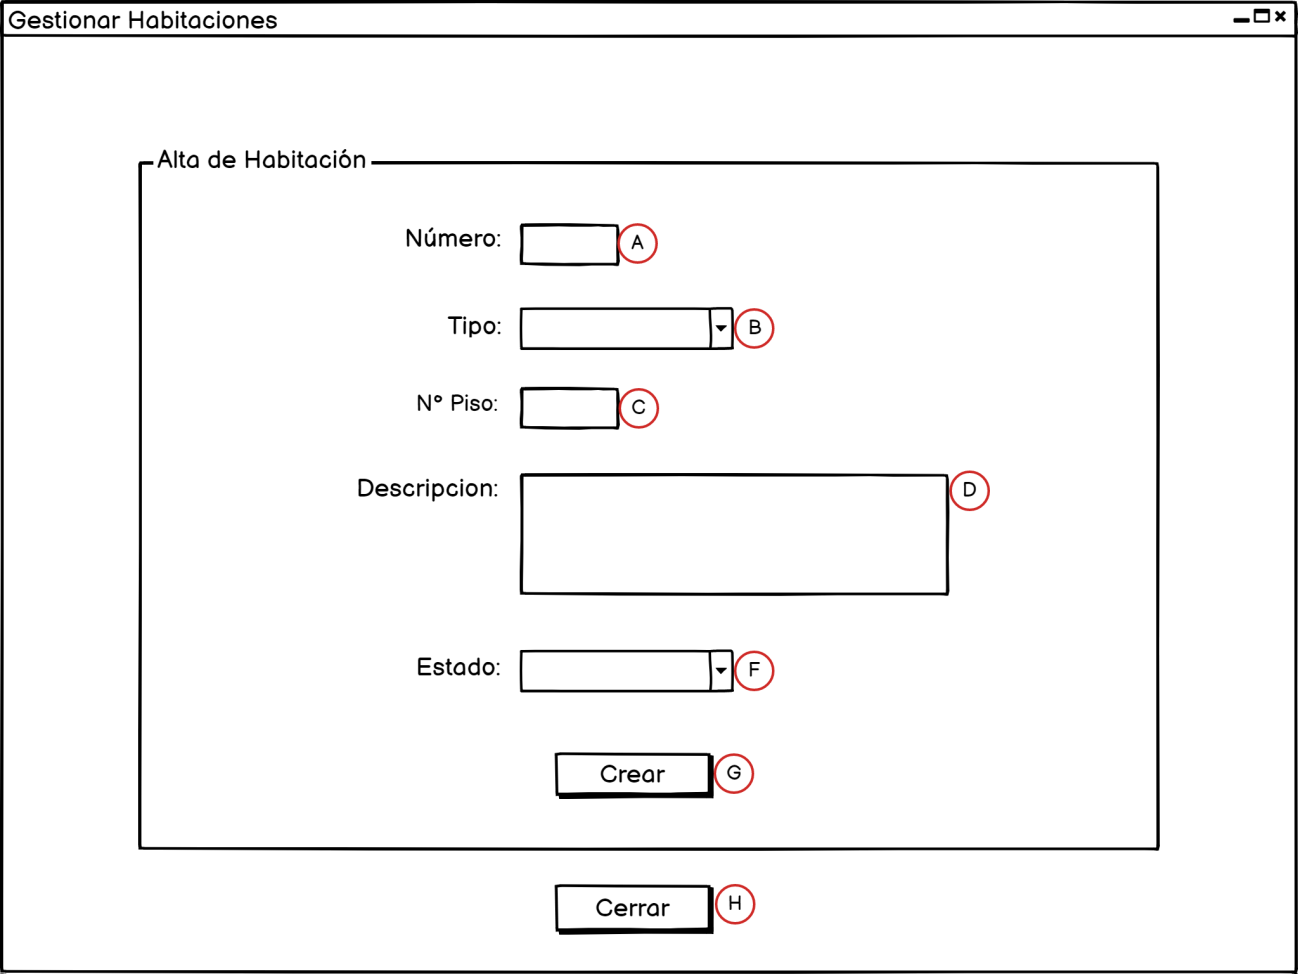 Gestionar Habitaciones
Alta de Habitación
Número: A
Tipo: B
N° Piso: C
Descripcion: D
Estado: F
Crear G
Cerrar H